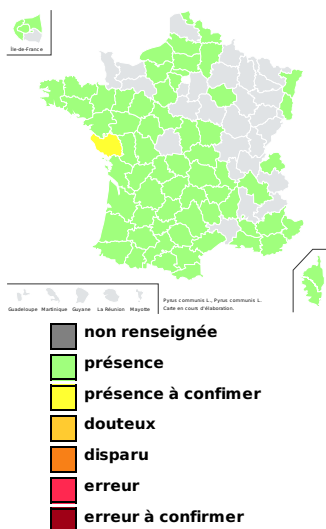 Île-de-France
Guadeloupe Martinique Guyane La Réunion Mayotte
Pyrus communis L., Pyrus communis L.
Carte en cours d'élaboration.
non renseignée
présence
présence à confimer
douteux
disparu
erreur
erreur à confirmer